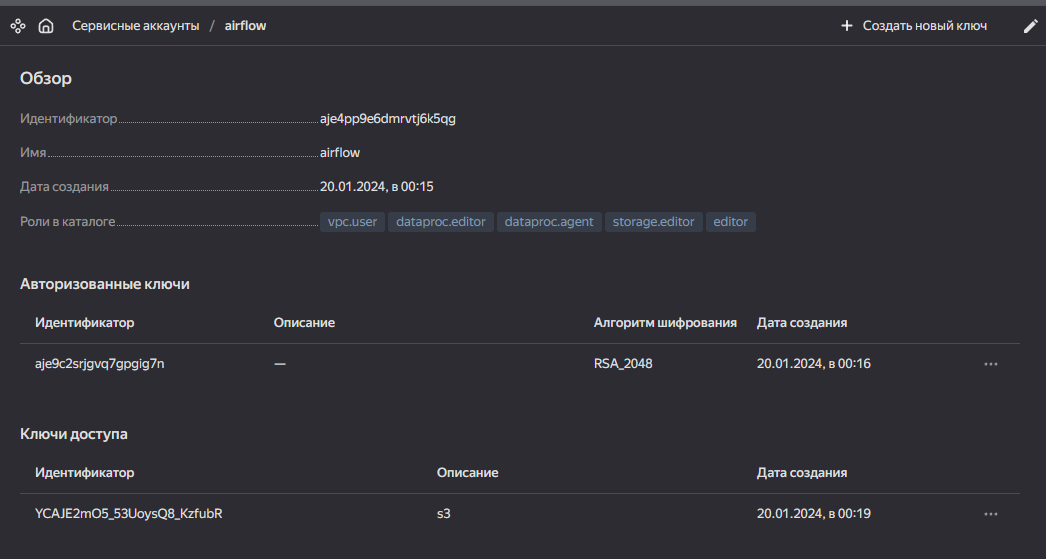 Сервисные аккаунты / airflow + Создать новый ключ
Обзор
Идентификатор aje4pp9e6dmrvtj6k5qg
Имя airflow
Дата создания 20.01.2024, в 00:15
Роли в каталоге vpc.user dataproc.editor dataproc.agent storage.editor editor
Авторизованные ключи
Идентификатор Описание Алгоритм шифрования Дата создания
aje9c2srjgvq7gpgig7n — RSA_2048 20.01.2024, в 00:16
Ключи доступа
Идентификатор Описание Дата создания
YCAJE2mO5_53UoysQ8_KzfubR s3 20.01.2024, в 00:19